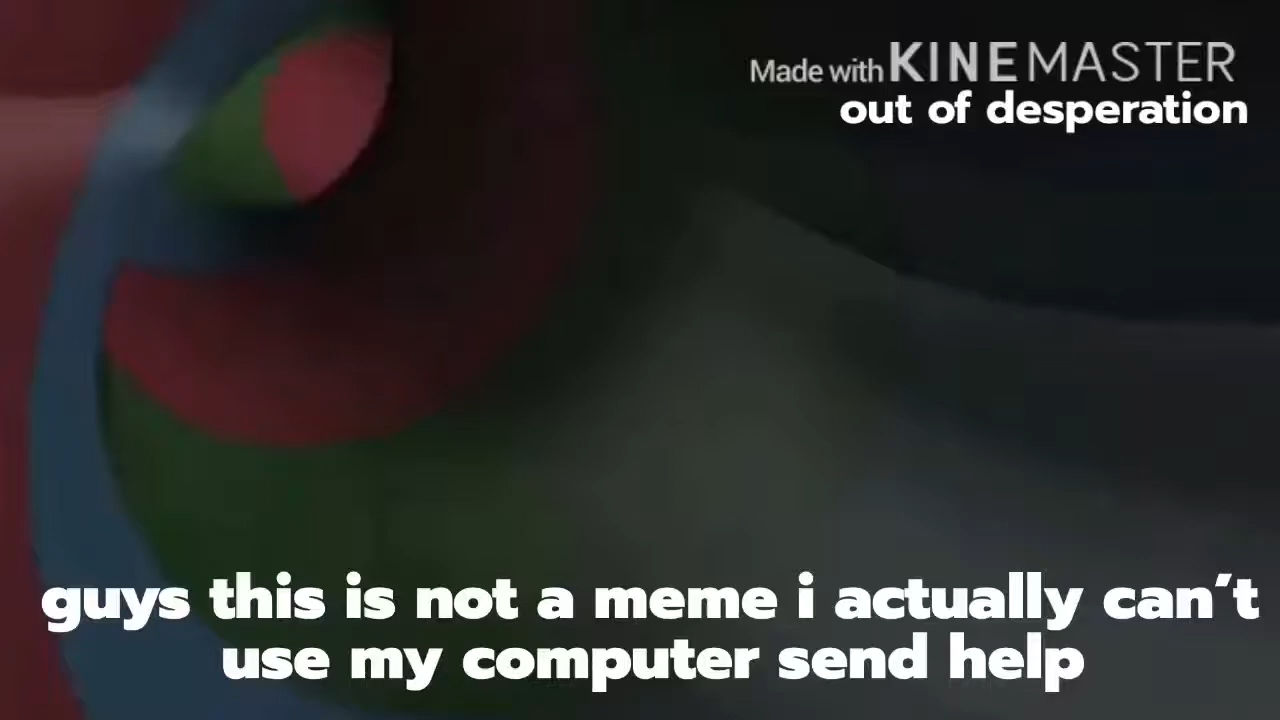 Made with KINEMASTER
out of desperation
guys this is not a meme i actually can´t
use my computer send help